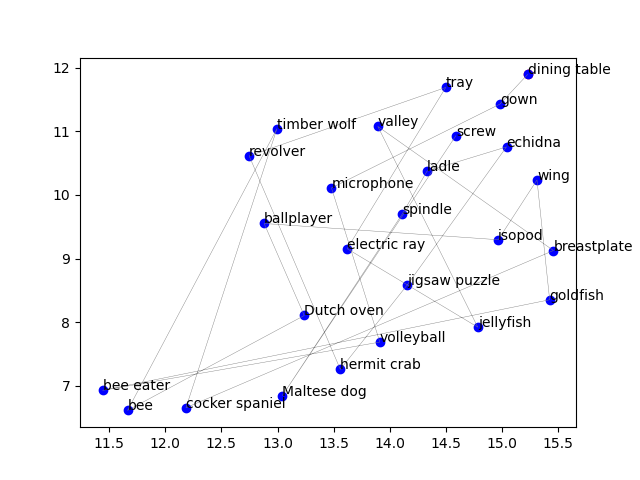 12
dining table
tray
gown
11
timber wolf
valley
screw
echidna
revolver
ladle
wing
10
microphone
spindle
ballplayer
isopod
9
electric ray
breastplate
jigsaw puzzle
goldfish
8
Dutch oven
jellyfish
volleyball
hermit crab
7
bee eater
Maltese dog
bee
cocker spaniel
11.5 12.0 12.5 13.0 13.5 14.0 14.5 15.0 15.5